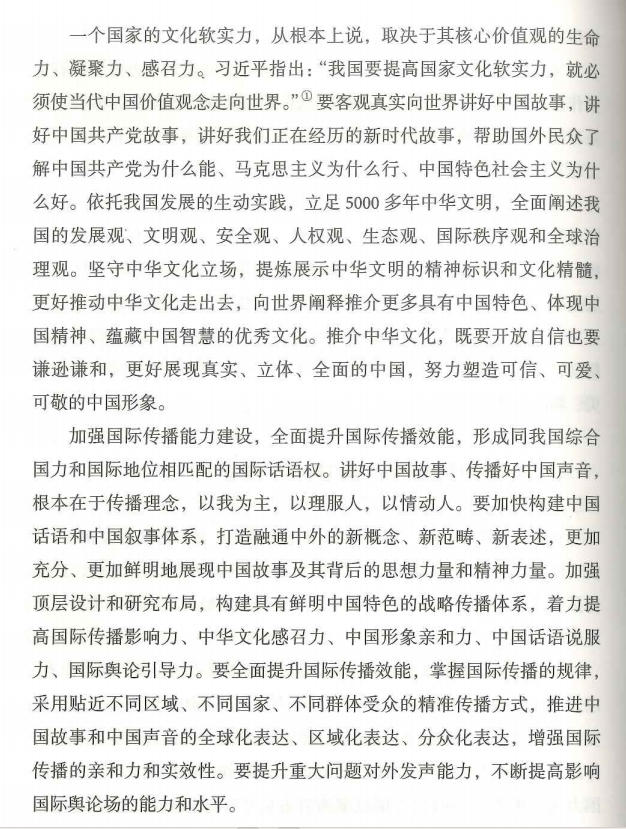 一个国家的文化软实力，从根本上说，取决于其核心价值观的生命
力、凝聚力、感召力。习近平指出：“我国要提高国家文化软实力，就必
须使当代中国价值观念走向世界。”①要客观真实向世界讲好中国故事，讲
好中国共产党故事，讲好我们正在经历的新时代故事，帮助国外民众了
解中国共产党为什么能、马克思主义为什么行、中国特色社会主义为什
么好。依托我国发展的生动实践，立足 5000 多年中华文明，全面阐述我
国的发展观、文明观、安全观、人权观、生态观、国际秩序观和全球治
理观。坚守中华文化立场，提炼展示中华文明的精神标识和文化精髓，
更好推动中华文化走出去，向世界阐释推介更多具有中国特色、体现中
国精神、蕴藏中国智慧的优秀文化。推介中华文化，既要开放自信也要
谦逊谦和，更好展现真实、立体、全面的中国，努力塑造可信、可爱、
可敬的中国形象。
加强国际传播能力建设，全面提升国际传播效能，形成同我国综合
国力和国际地位相匹配的国际话语权。讲好中国故事、传播好中国声音，
根本在于传播理念，以我为主，以理服人，以情动人。要加快构建中国
话语和中国叙事体系，打造融通中外的新概念、新范畴、新表述，更加
充分、更加鲜明地展现中国故事及其背后的思想力量和精神力量。加强
顶层设计和研究布局，构建具有鲜明中国特色的战略传播体系，着力提
高国际传播影响力、中华文化感召力、中国形象亲和力、中国话语说服
力、国际舆论引导力。要全面提升国际传播效能，掌握国际传播的规律，
采用贴近不同区域、不同国家、不同群体受众的精准传播方式，推进中
国故事和中国声音的全球化表达、区域化表达、分众化表达，增强国际
传播的亲和力和实效性。要提升重大问题对外发声能力，不断提高影响
国际舆论场的能力和水平。